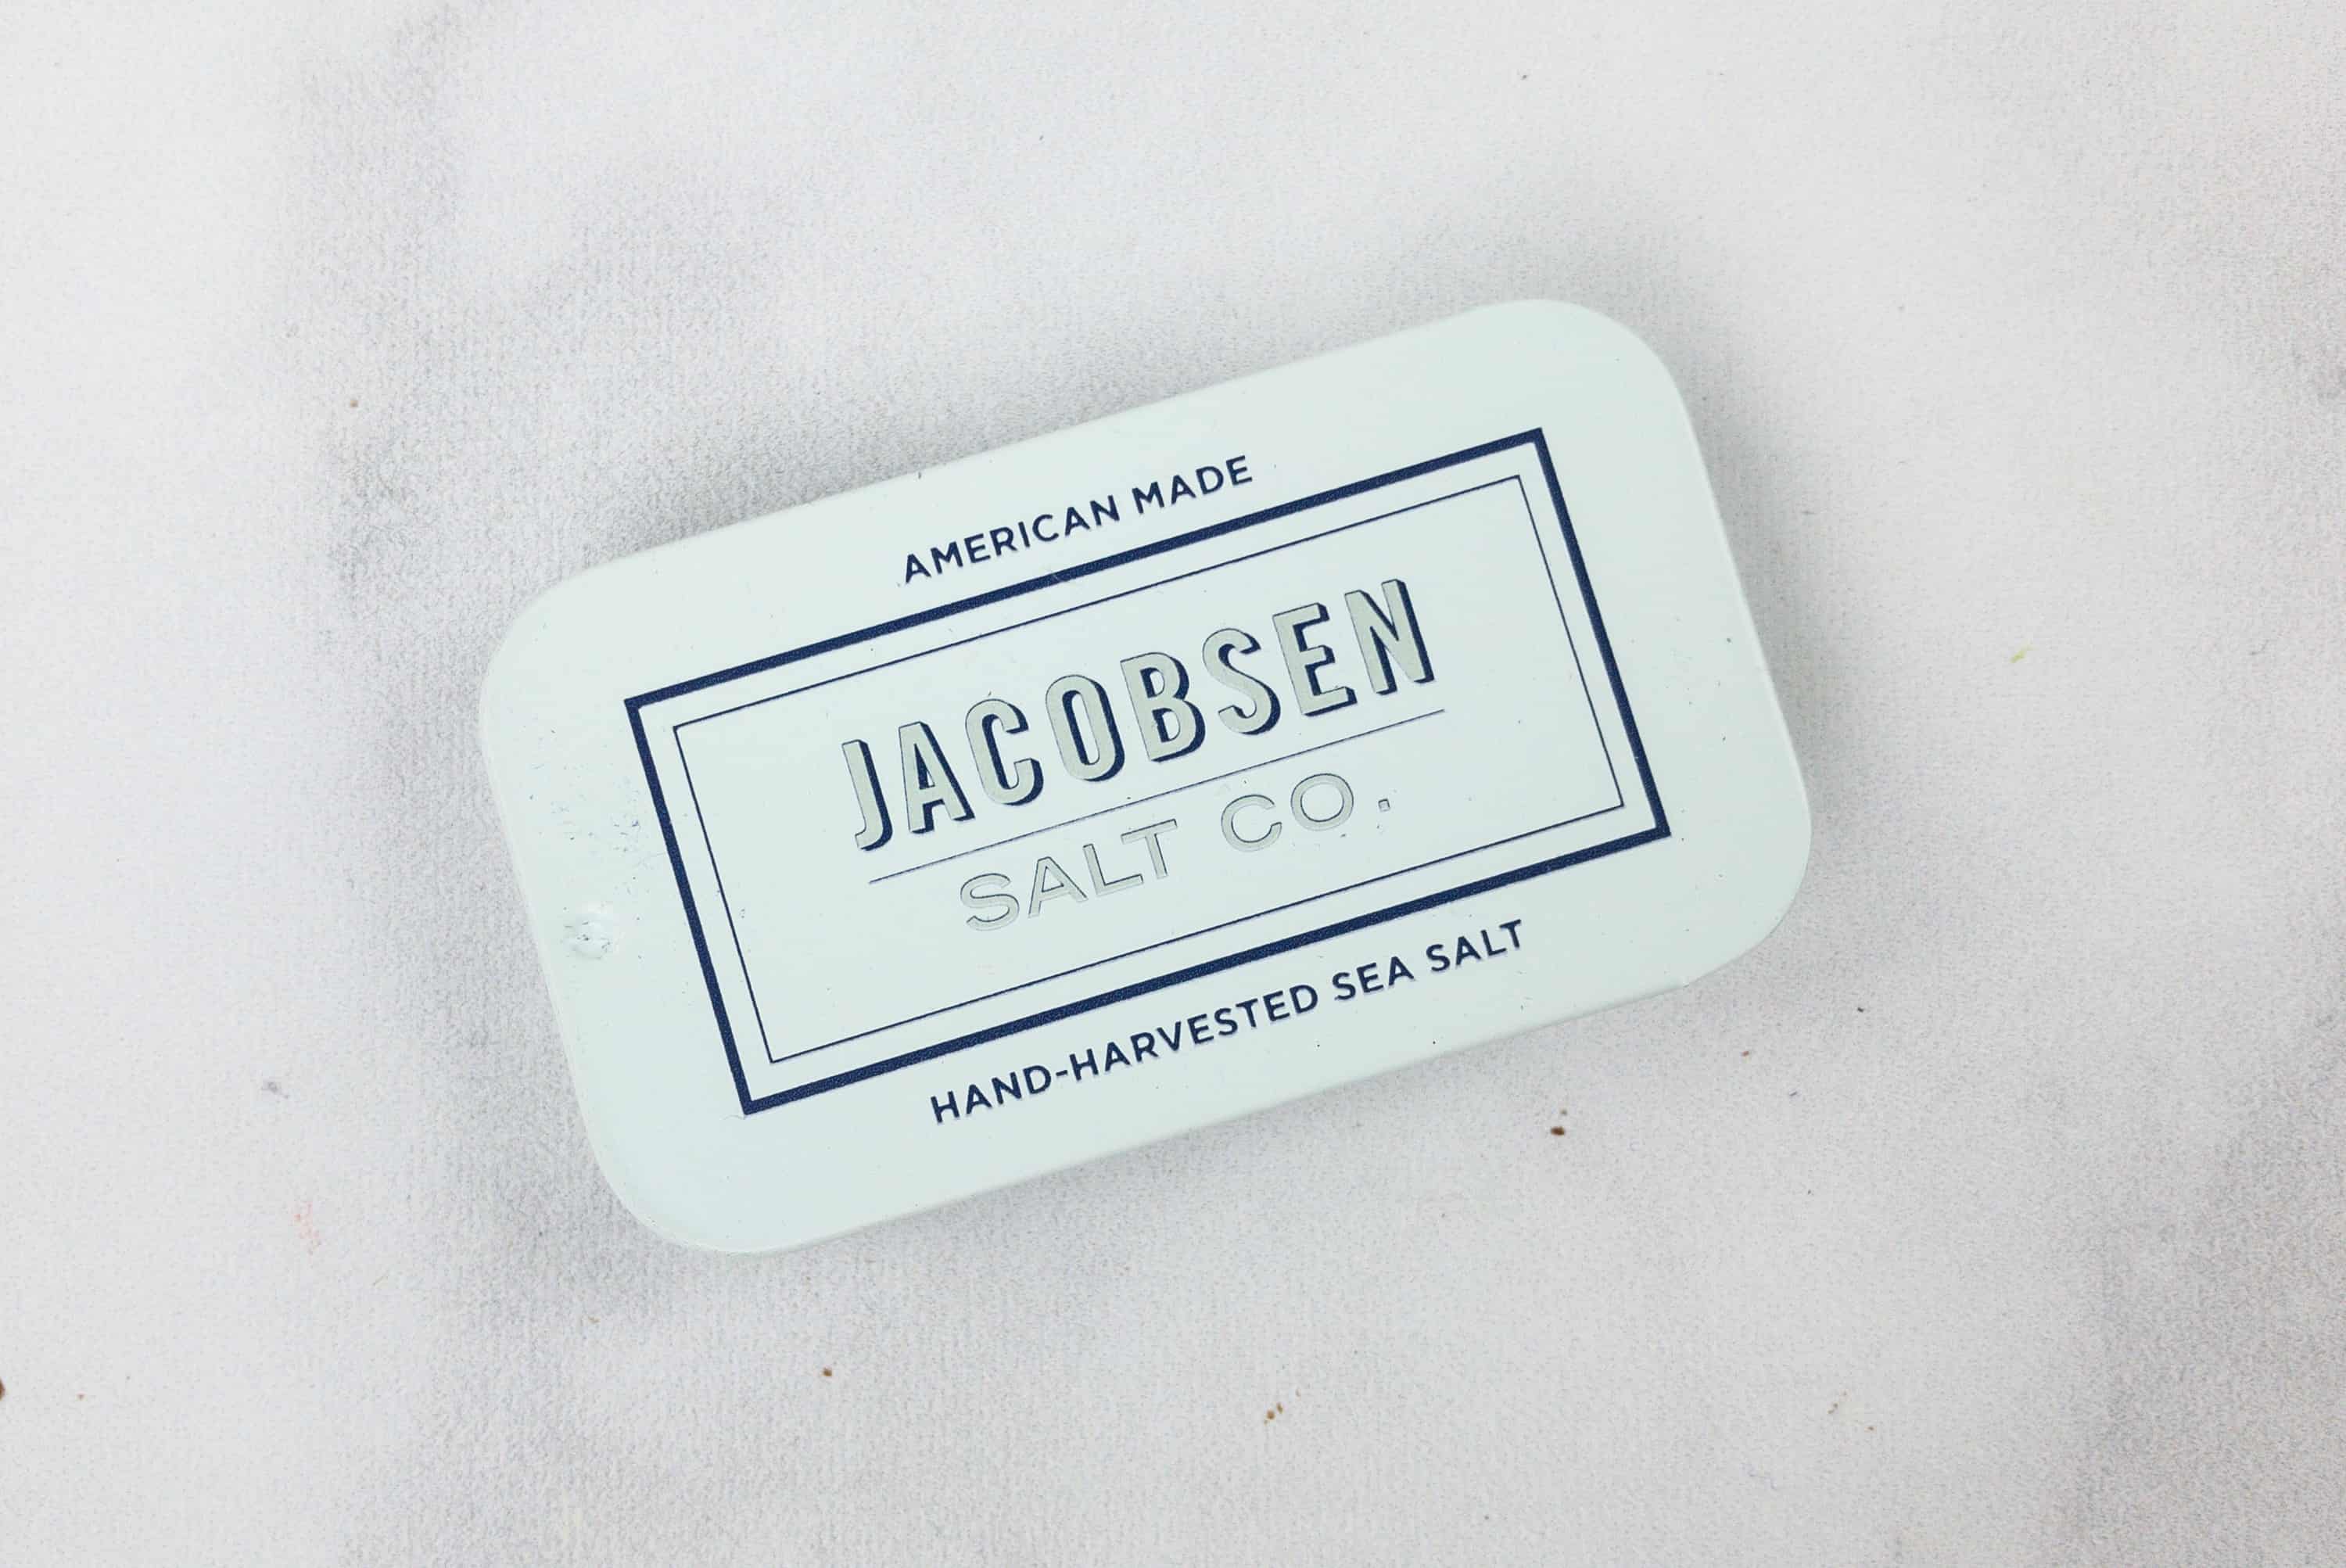 AMERICAN MADE
JACOBSEN
SALT CO.
HAND-HARVESTED SEA SALT